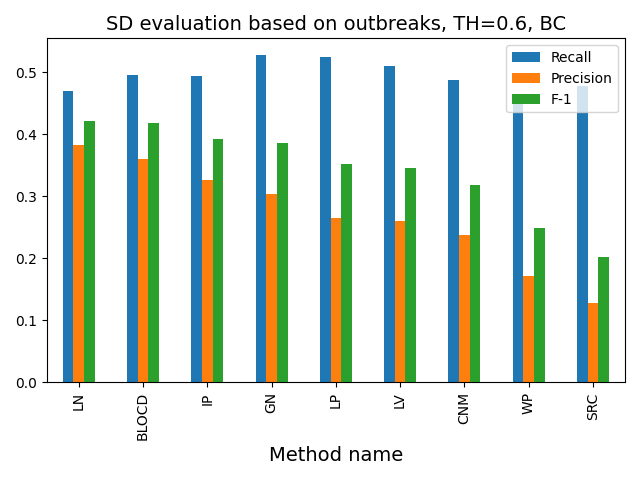 SD evaluation based on outbreaks, TH=0.6, BC
Recall
Precision
F-1
0.5
0.4
0.3
0.2
0.1
0.0
LN
BLOCD
IP
GN
LP
LV
CNM
WP
SRC
Method name